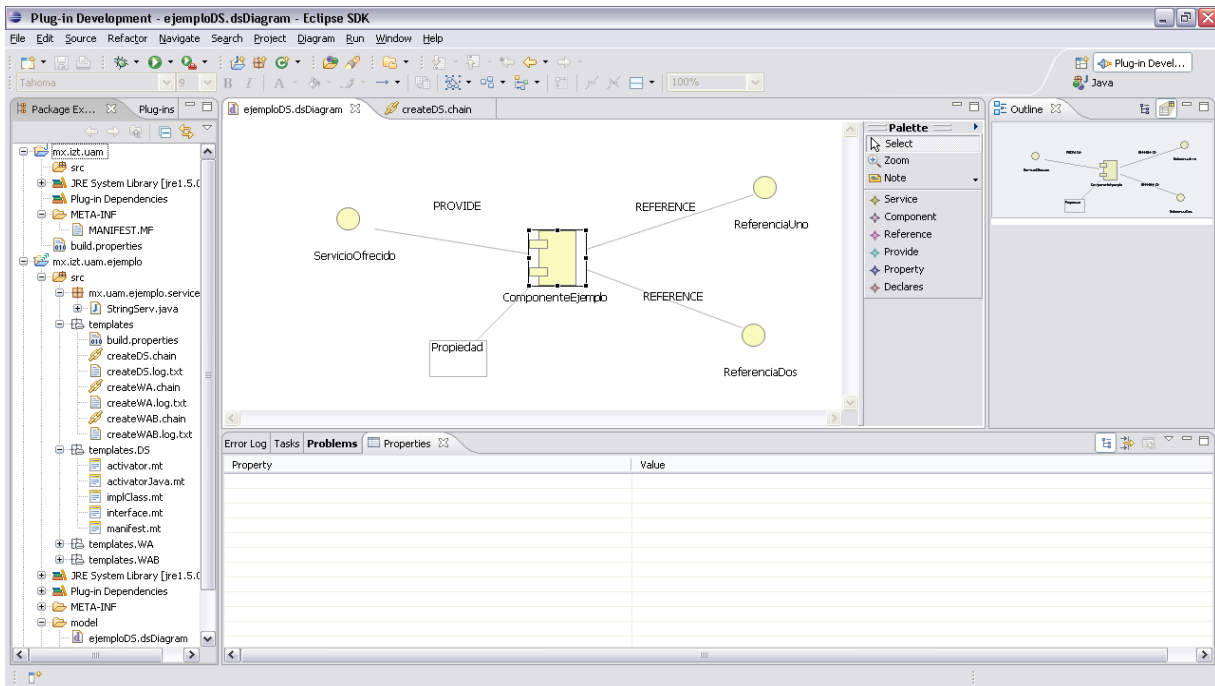 Plug-in Development - ejemploDS.dsDiagram - Eclipse SDK
File Edit Source Refactor Navigate Search Project Diagram Run Window Help
Plug-in Devel...
Tahoma 9 B I A 100%
Java
Package Ex... Plug-ins
ejemploDS.dsDiagram createDS.chain
Outline
mx.izt.uam
src
JRE System Library [jre1.5.0
Plug-in Dependencies
META-INF
MANIFEST.MF
build.properties
mx.izt.uam.ejemplo
src
mx.uam.ejemplo.service
StringServ.java
templates
build.properties
createDS.chain
createDS.log.txt
createWA.chain
createWA.log.txt
createWAB.chain
createWAB.log.txt
templates.DS
activator.mt
activatorJava.mt
implClass.mt
interface.mt
manifest.mt
templates.WA
templates.WAB
JRE System Library [jre1.5.0
Plug-in Dependencies
META-INF
model
ejemploDS.dsDiagram
PROVIDE
REFERENCE
ReferenciaUno
ServicioOfrecido
ComponenteEjemplo
REFERENCE
Propiedad
ReferenciaDos
Palette
Select
Zoom
Note
Service
Component
Reference
Provide
Property
Declares
Error Log Tasks Problems Properties
Property Value